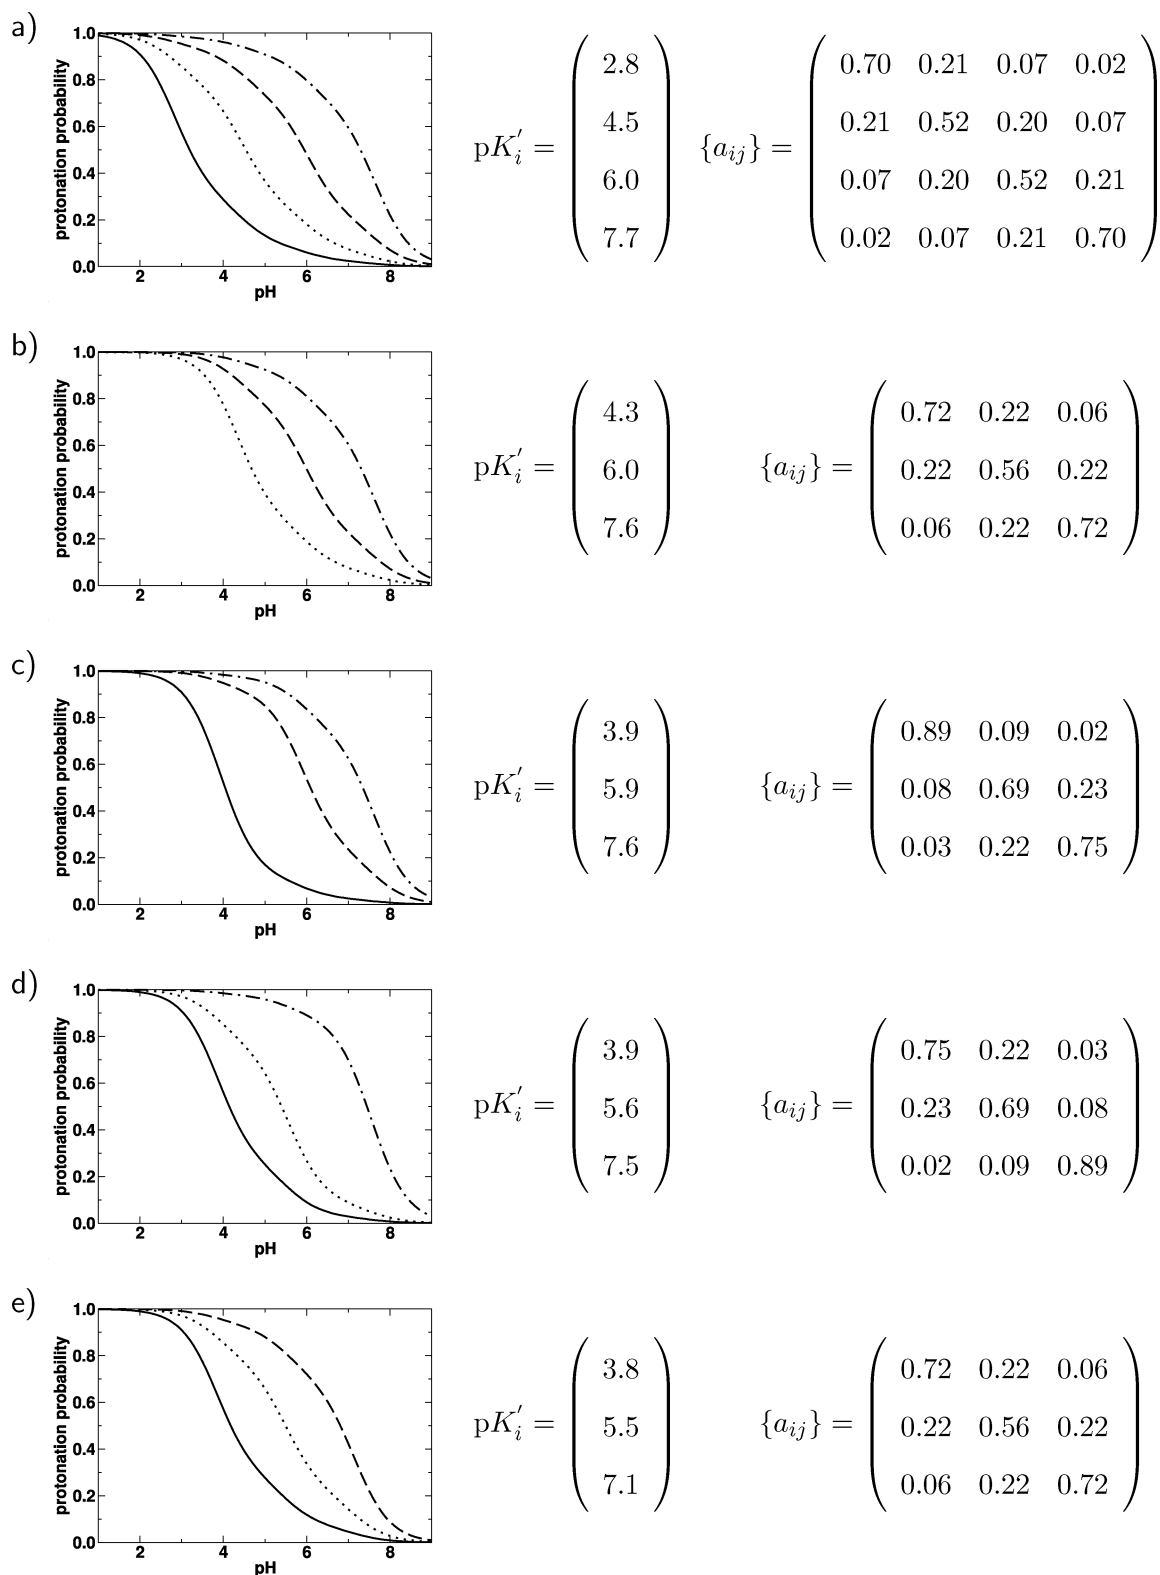 a)
protonation probability
1.0
0.8
0.6
0.4
0.2
0.0
2 4 6 8
pH
pK′i =
2.8
4.5
6.0
7.7
{aij} =
0.70 0.21 0.07 0.02
0.21 0.52 0.20 0.07
0.07 0.20 0.52 0.21
0.02 0.07 0.21 0.70
b)
protonation probability
1.0
0.8
0.6
0.4
0.2
0.0
2 4 6 8
pH
pK′i =
4.3
6.0
7.6
{aij} =
0.72 0.22 0.06
0.22 0.56 0.22
0.06 0.22 0.72
c)
protonation probability
1.0
0.8
0.6
0.4
0.2
0.0
2 4 6 8
pH
pK′i =
3.9
5.9
7.6
{aij} =
0.89 0.09 0.02
0.08 0.69 0.23
0.03 0.22 0.75
d)
protonation probability
1.0
0.8
0.6
0.4
0.2
0.0
2 4 6 8
pH
pK′i =
3.9
5.6
7.5
{aij} =
0.75 0.22 0.03
0.23 0.69 0.08
0.02 0.09 0.89
e)
protonation probability
1.0
0.8
0.6
0.4
0.2
0.0
2 4 6 8
pH
pK′i =
3.8
5.5
7.1
{aij} =
0.72 0.22 0.06
0.22 0.56 0.22
0.06 0.22 0.72